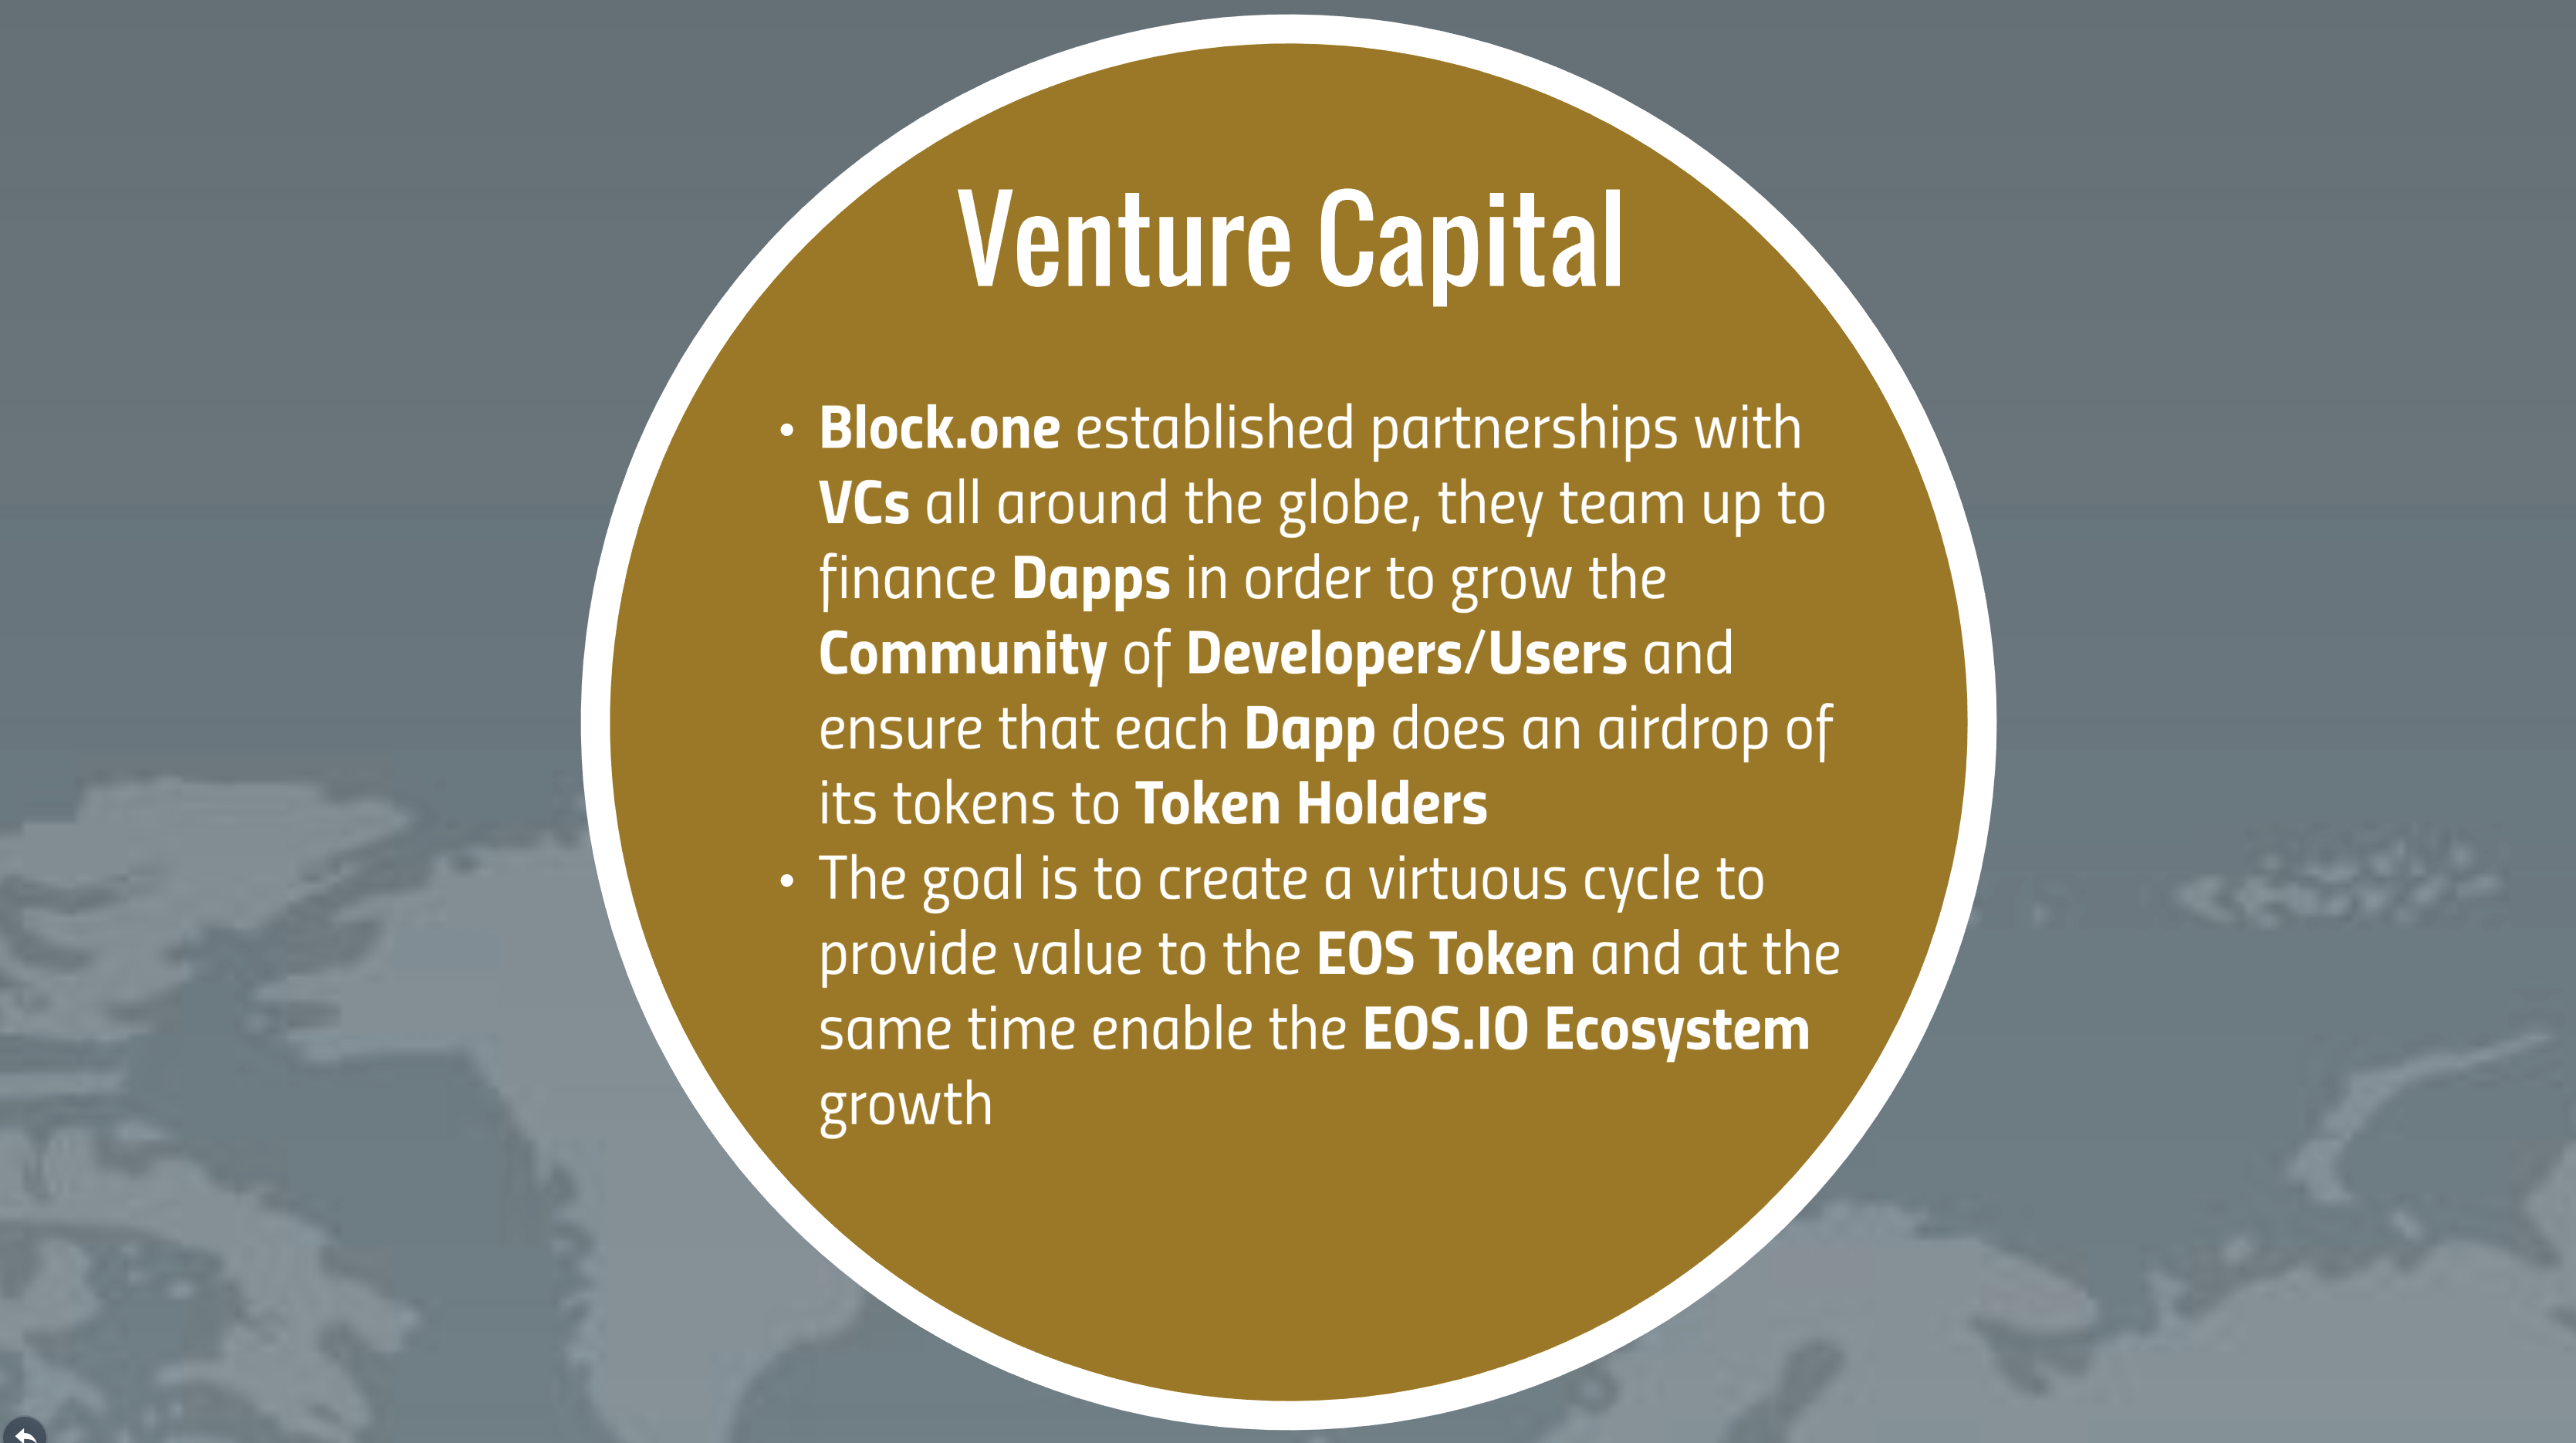 Venture Capital
• Block.one established partnerships with
VCs all around the globe, they team up to
finance Dapps in order to grow the
Community of Developers/Users and
ensure that each Dapp does an airdrop of
its tokens to Token Holders
• The goal is to create a virtuous cycle to
provide value to the EOS Token and at the
same time enable the EOS.IO Ecosystem
growth